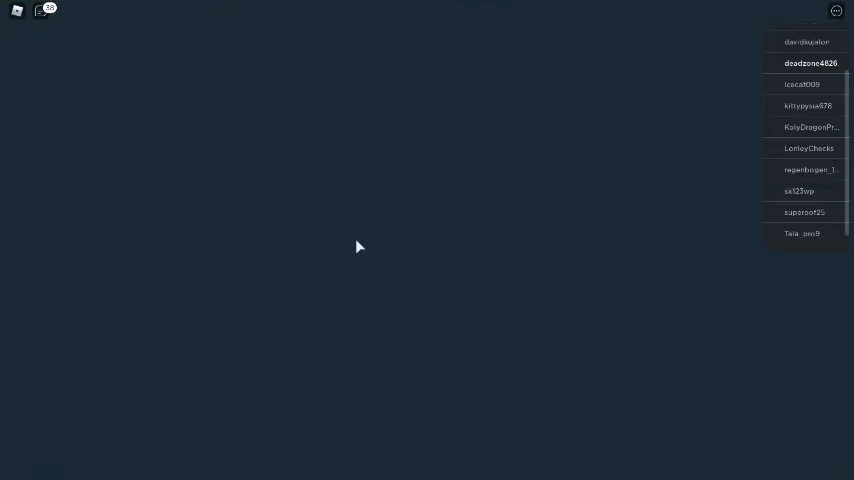 38
davidkujalon
deadzone4826
Icecat009
kittypysia678
KolyDragonPr...
LonleyChecks
regenbogen_1...
sk123wp
superoof25
Tala_pro9